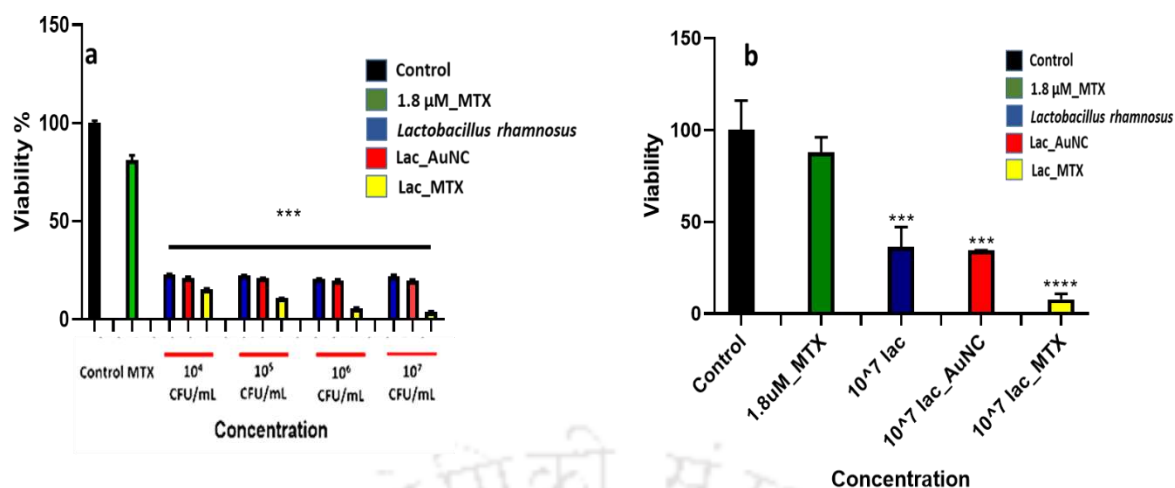 a
150
100
50
0
Viability %
Control
1.8 µM_MTX
Lactobacillus rhamnosus
Lac_AuNC
Lac_MTX
***
Control MTX
10⁴
CFU/mL
10⁵
CFU/mL
10⁶
CFU/mL
10⁷
CFU/mL
Concentration
b
150
100
50
0
Viability
Control
1.8 µM_MTX
Lactobacillus rhamnosus
Lac_AuNC
Lac_MTX
***
***
****
Control
1.8uM_MTX
10^7 lac
10^7 lac_AuNC
10^7 lac_MTX
Concentration